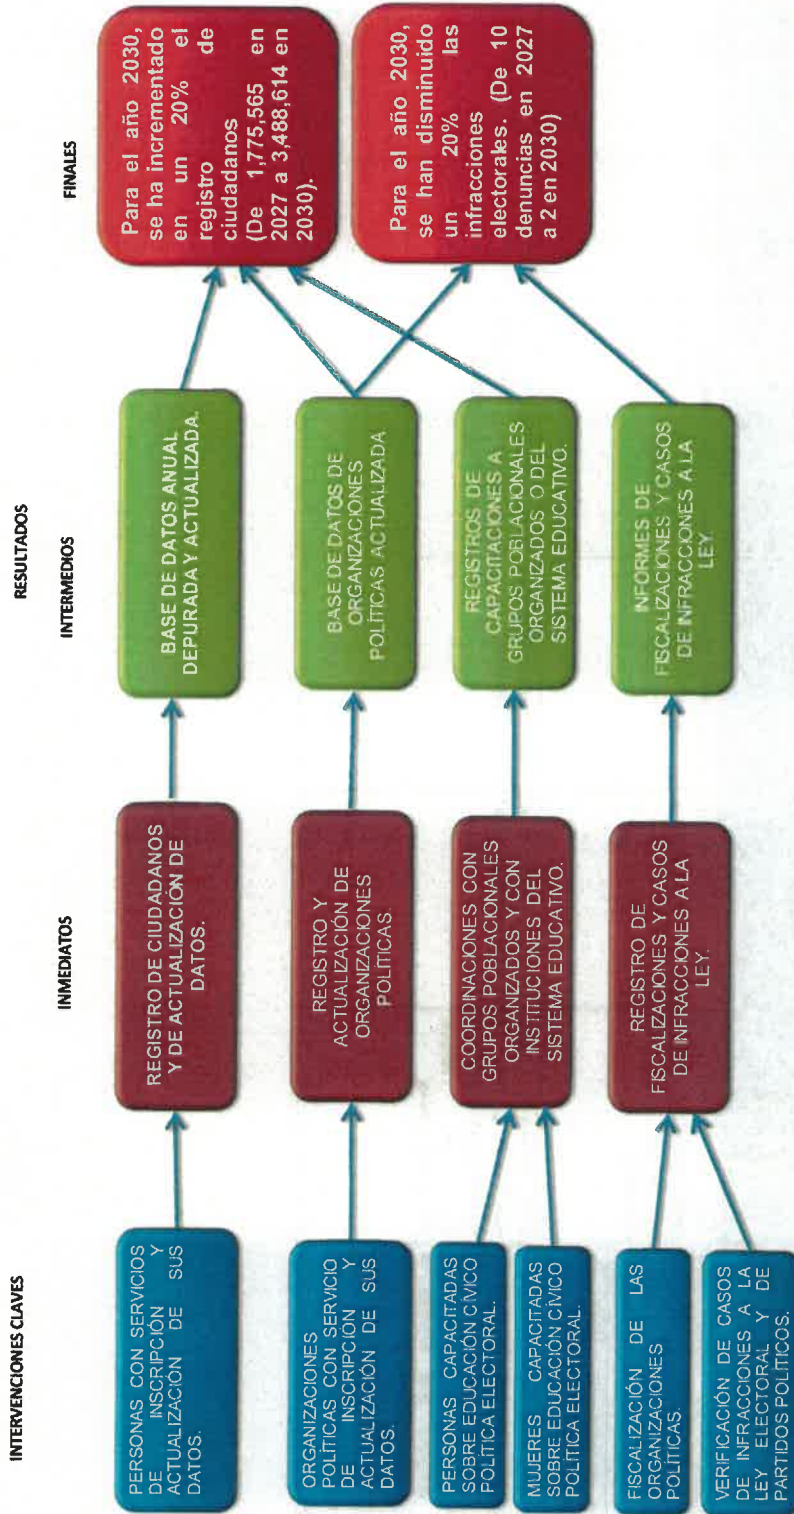 INTERVENCIONES CLAVES
RESULTADOS
INMEDIATOS
INTERMEDIOS
FINALES
PERSONAS CON SERVICIOS
DE INSCRIPCIÓN Y
ACTUALIZACIÓN DE SUS
DATOS.
ORGANIZACIONES
POLÍTICAS CON SERVICIO
DE INSCRIPCIÓN Y
ACTUALIZACIÓN DE SUS
DATOS.
PERSONAS CAPACITADAS
SOBRE EDUCACIÓN CÍVICO
POLÍTICA ELECTORAL.
MUJERES CAPACITADAS
SOBRE EDUCACIÓN CÍVICO
POLÍTICA ELECTORAL.
FISCALIZACIÓN DE LAS
ORGANIZACIONES
POLÍTICAS.
VERIFICACIÓN DE CASOS
DE INFRACCIONES A LA
LEY ELECTORAL Y DE
PARTIDOS POLÍTICOS.
REGISTRO DE CIUDADANOS
Y DE ACTUALIZACIÓN DE
DATOS.
REGISTRO Y
ACTUALIZACIÓN DE
ORGANIZACIONES
POLÍTICAS.
COORDINACIONES CON
GRUPOS POBLACIONALES
ORGANIZADOS Y CON
INSTITUCIONES DEL
SISTEMA EDUCATIVO.
REGISTRO DE
FISCALIZACIONES Y CASOS
DE INFRACCIONES A LA
LEY.
BASE DE DATOS ANUAL
DEPURADA Y ACTUALIZADA.
BASE DE DATOS DE
ORGANIZACIONES
POLÍTICAS ACTUALIZADA
REGISTROS DE
CAPACITACIONES A
GRUPOS POBLACIONALES
ORGANIZADOS O DEL
SISTEMA EDUCATIVO.
INFORMES DE
FISCALIZACIONES Y CASOS
DE INFRACCIONES A LA
LEY.
Para el año 2030,
se ha incrementado
en un 20% el
registro de
ciudadanos
(De 1,775,565 en
2027 a 3,488,614 en
2030).
Para el año 2030,
se han disminuido
un 20% las
infracciones
electorales. (De 10
denuncias en 2027
a 2 en 2030)